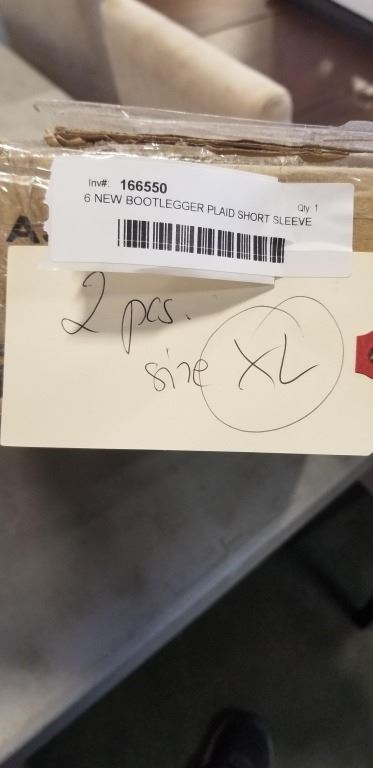 Inv#: 166550
6 NEW BOOTLEGGER PLAID SHORT SLEEVE
Qty: 1
2 pcs.
size XL